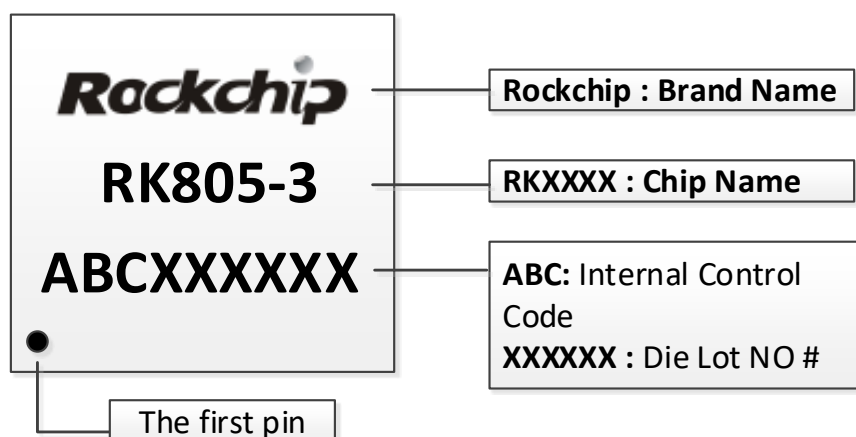 Rockchip
RK805-3
ABCXXXXXX
Rockchip : Brand Name
RKXXXX : Chip Name
ABC: Internal Control
Code
XXXXXX : Die Lot NO #
The first pin